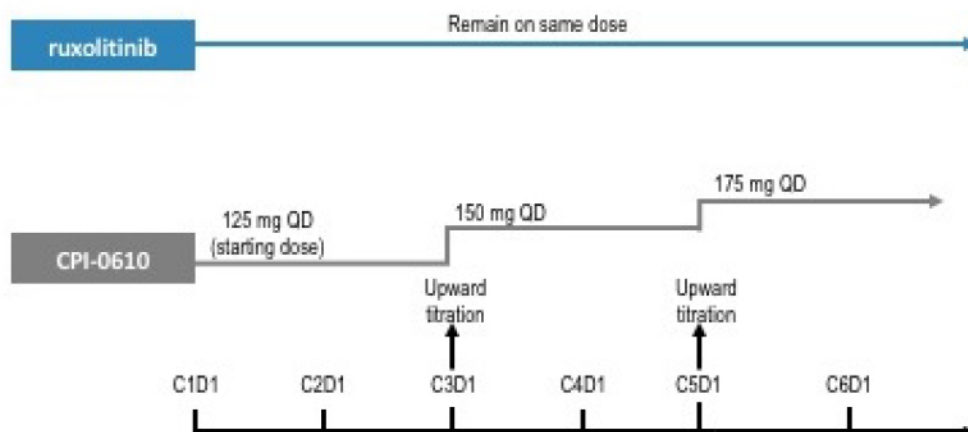 Remain on same dose
ruxolitinib
175 mg QD
125 mg QD
150 mg QD
(starting dose)
CPI-0610
Upward
titration
Upward
titration
C1D1
C2D1
C3D1
C4D1
C5D1
C6D1